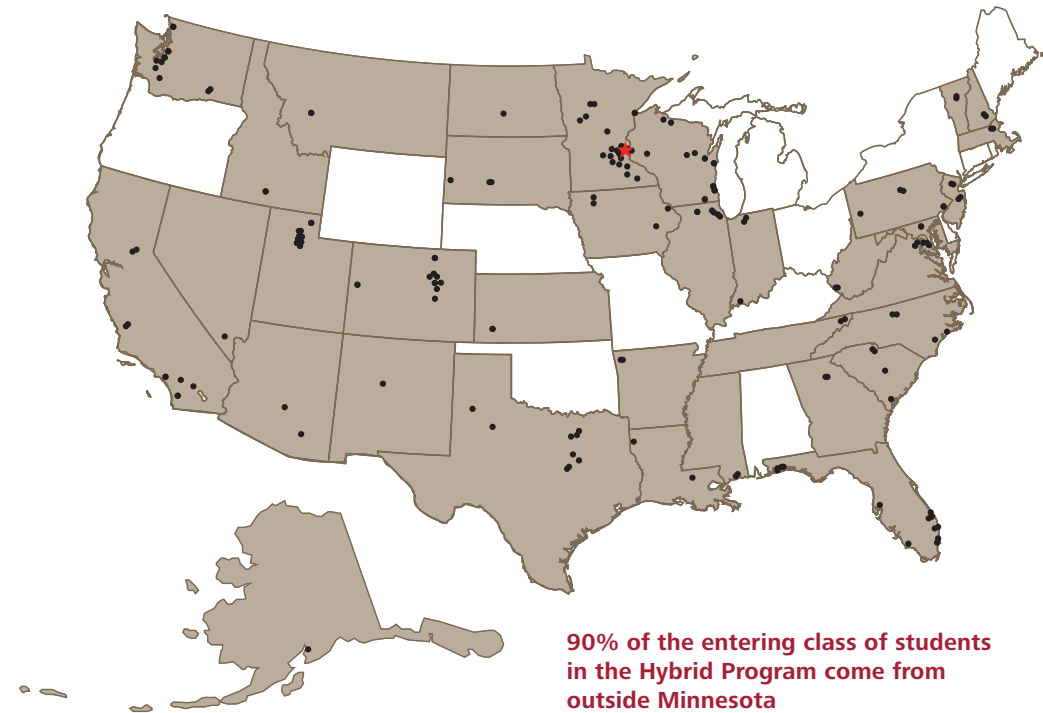 90% of the entering class of students
in the Hybrid Program come from
outside Minnesota